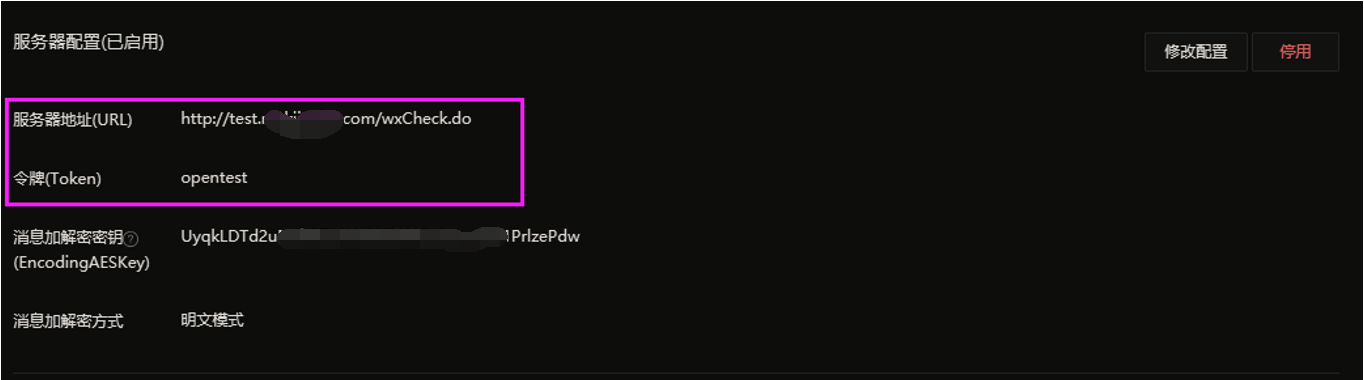 服务器配置(已启用)
修改配置 停用
服务器地址(URL) http://test. com/wxCheck.do
令牌(Token) opentest
消息加解密密钥? UyqkLDTd2u PrlzePdw
(EncodingAESKey)
消息加解密方式 明文模式